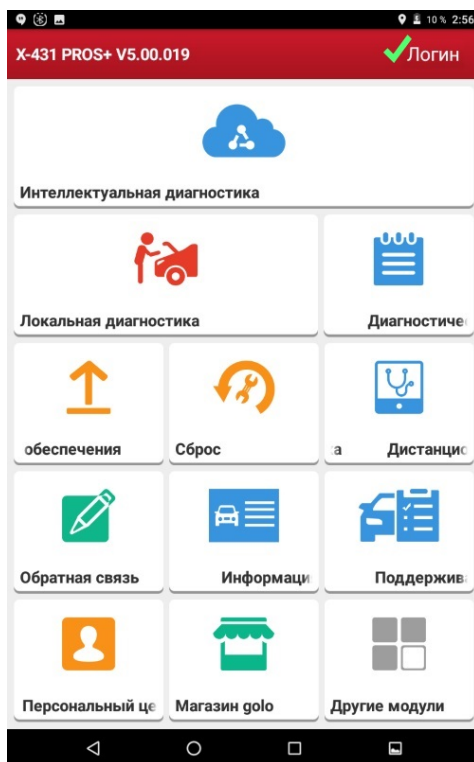 10 % 2:56
X-431 PROS+ V5.00.019
Логин
Интеллектуальная диагностика
Локальная диагностика
Диагностиче
обеспечения
Сброс
а Дистанцио
Обратная связь
Информаци
Поддержив
Персональный це
Магазин golo
Другие модули